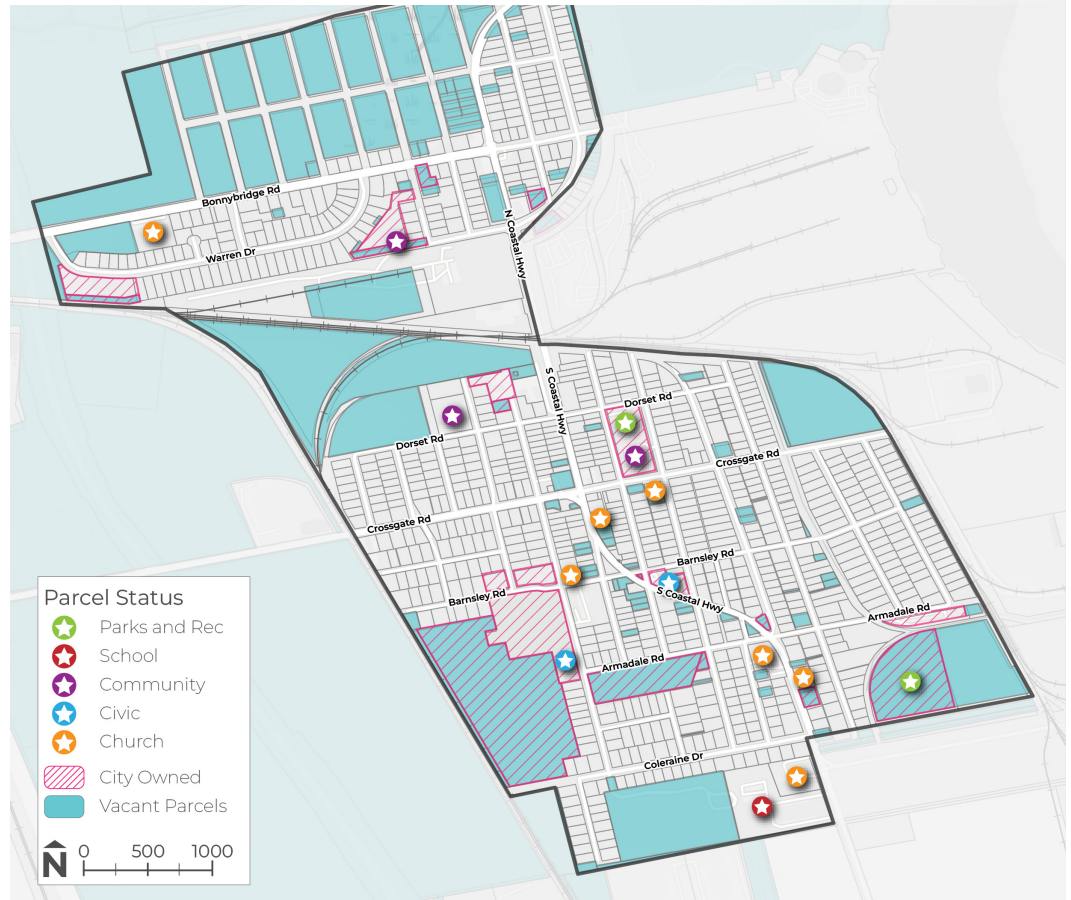 Bonnybridge Rd
Warren Dr
N Coastal Hwy
S Coastal Hwy
Dorset Rd
Dorset Rd
Crossgate Rd
Crossgate Rd
Barnsley Rd
Barnsley Rd
S Coastal Hwy
Armadale Rd
Armadale Rd
Coleraine Dr
Parcel Status
Parks and Rec
School
Community
Civic
Church
City Owned
Vacant Parcels
N
0 500 1000